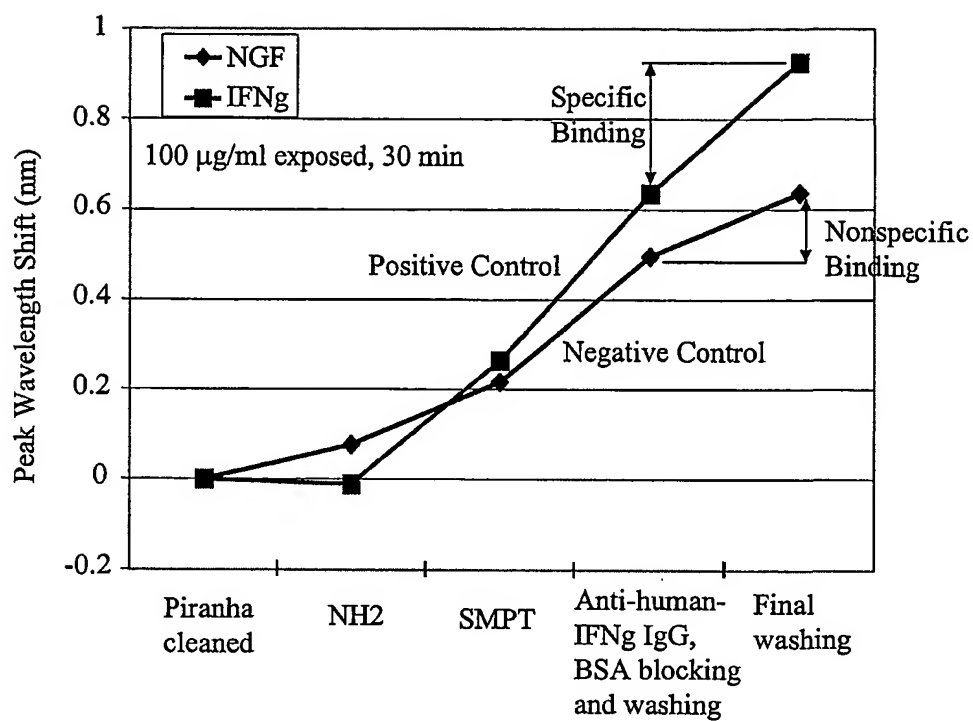 Peak Wavelength Shift (nm)
1
0.8
0.6
0.4
0.2
0
-0.2
NGF
IFNg
100 μg/ml exposed, 30 min
Specific
Binding
Positive Control
Nonspecific
Binding
Negative Control
Piranha
cleaned
NH2
SMPT
Anti-human-
IFNg IgG,
BSA blocking
and washing
Final
washing